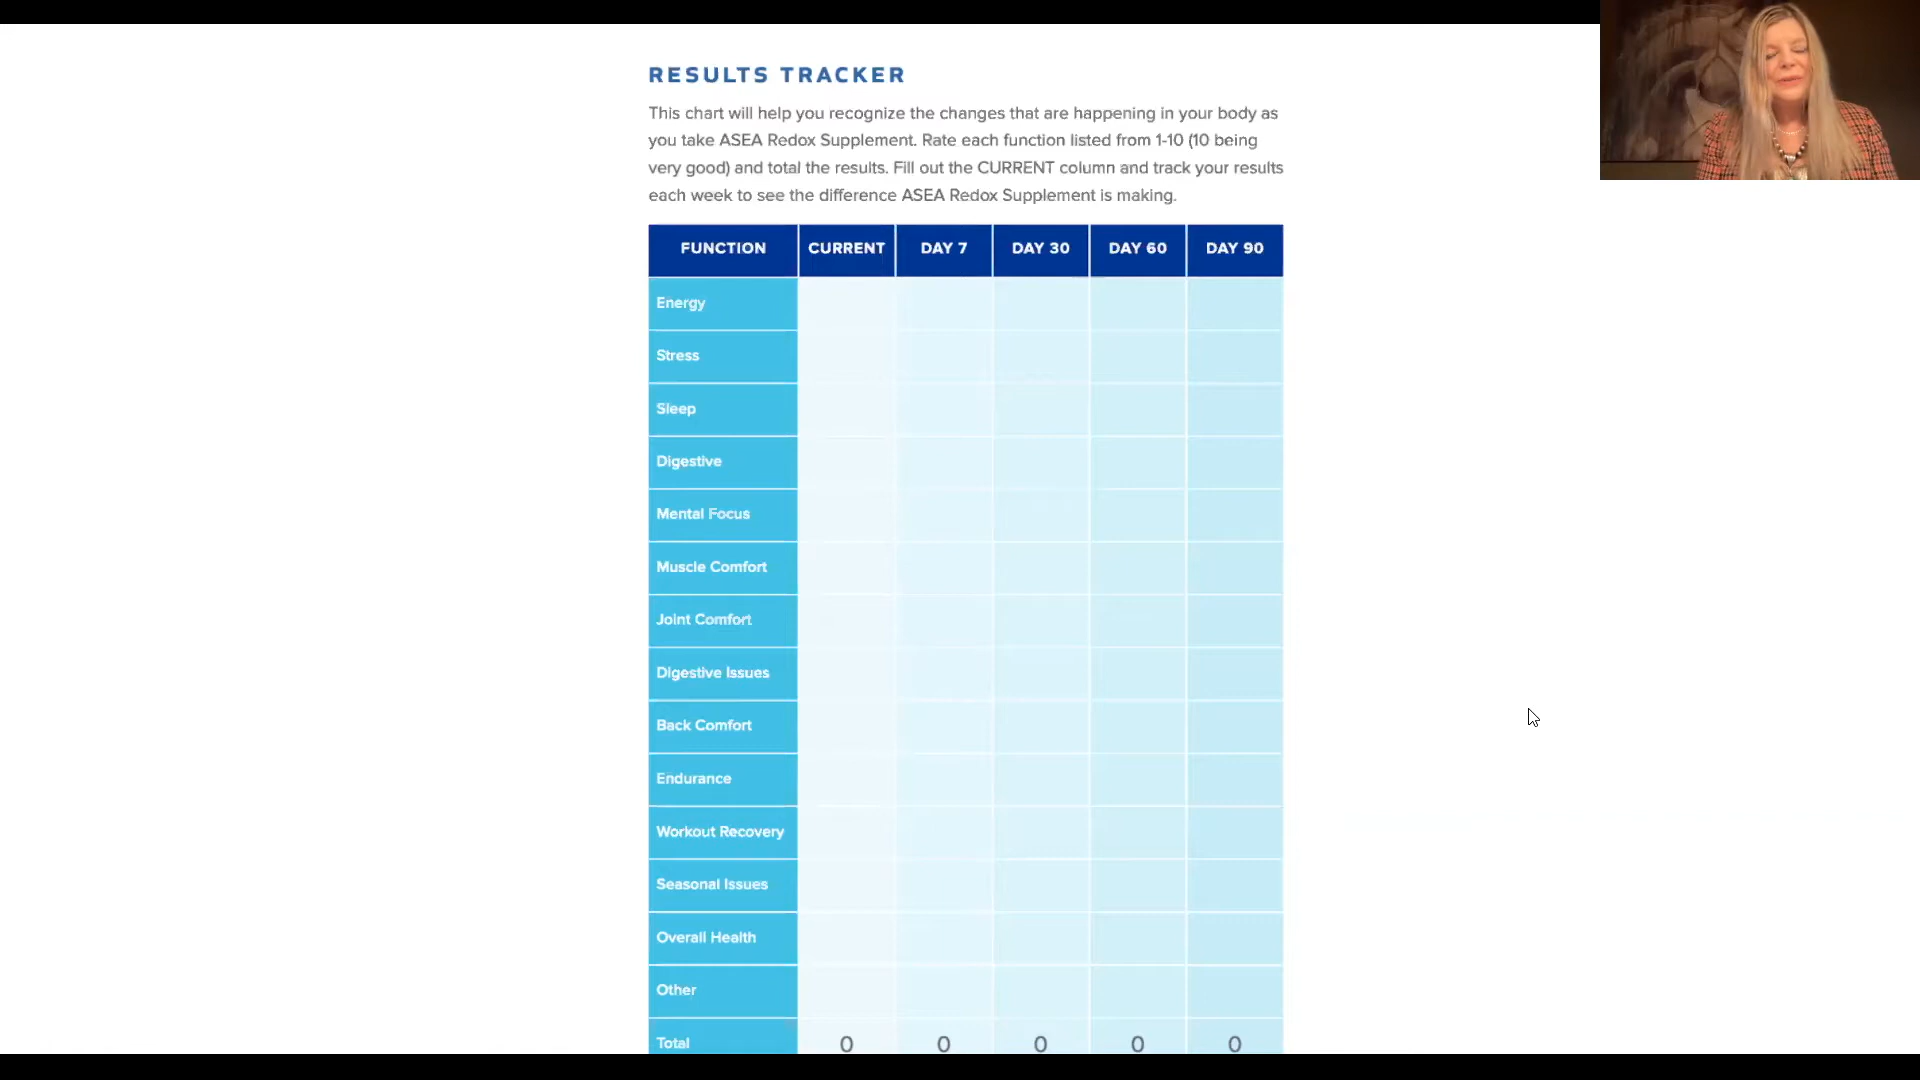 RESULTS TRACKER
This chart will help you recognize the changes that are happening in your body as
you take ASEA Redox Supplement. Rate each function listed from 1-10 (10 being
very good) and total the results. Fill out the CURRENT column and track your results
each week to see the difference ASEA Redox Supplement is making.
FUNCTION CURRENT DAY 7 DAY 30 DAY 60 DAY 90
Energy
Stress
Sleep
Digestive
Mental Focus
Muscle Comfort
Joint Comfort
Digestive Issues
Back Comfort
Endurance
Workout Recovery
Seasonal Issues
Overall Health
Other
Total 0 0 0 0 0